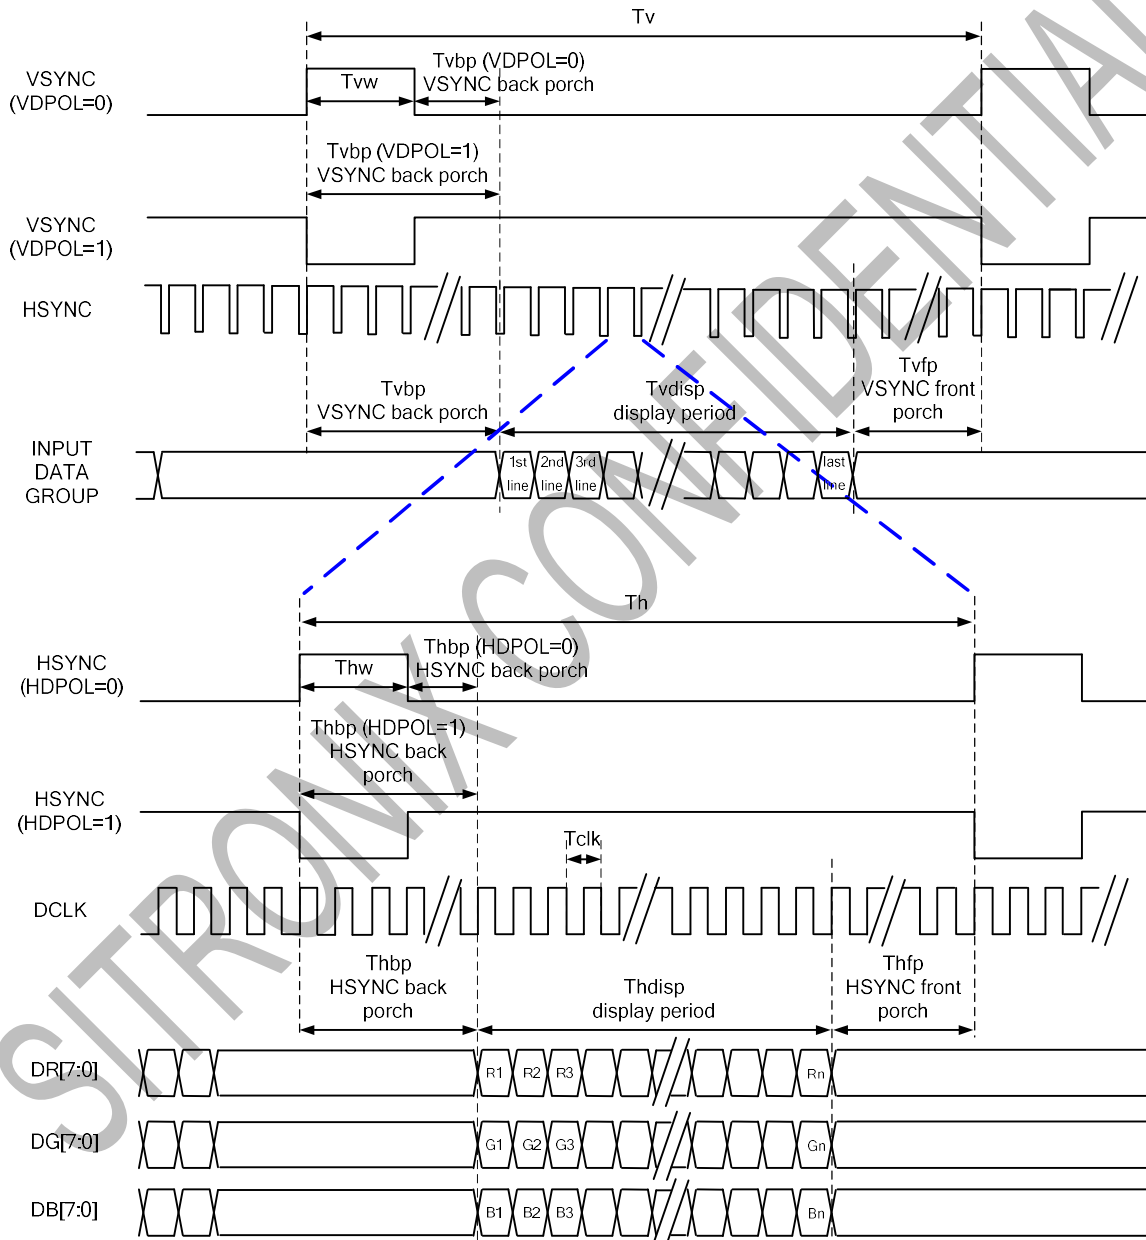 Tv
VSYNC
(VDPOL=0)
Tvw
Tvbp (VDPOL=0)
VSYNC back porch
Tvbp (VDPOL=1)
VSYNC back porch
VSYNC
(VDPOL=1)
HSYNC
Tvbp
VSYNC back porch
Tvdisp
display period
Tvfp
VSYNC front
porch
INPUT
DATA
GROUP
1st
line
2nd
line
3rd
line
last
line
Th
HSYNC
(HDPOL=0)
Thw
Thbp (HDPOL=0)
HSYNC back porch
Thbp (HDPOL=1)
HSYNC back
porch
HSYNC
(HDPOL=1)
Tclk
DCLK
Thbp
HSYNC back
porch
Thdisp
display period
Thfp
HSYNC front
porch
DR[7:0]
R1
R2
R3
Rn
DG[7:0]
G1
G2
G3
Gn
DB[7:0]
B1
B2
B3
Bn
SITRONIX CONFIDENTIAL